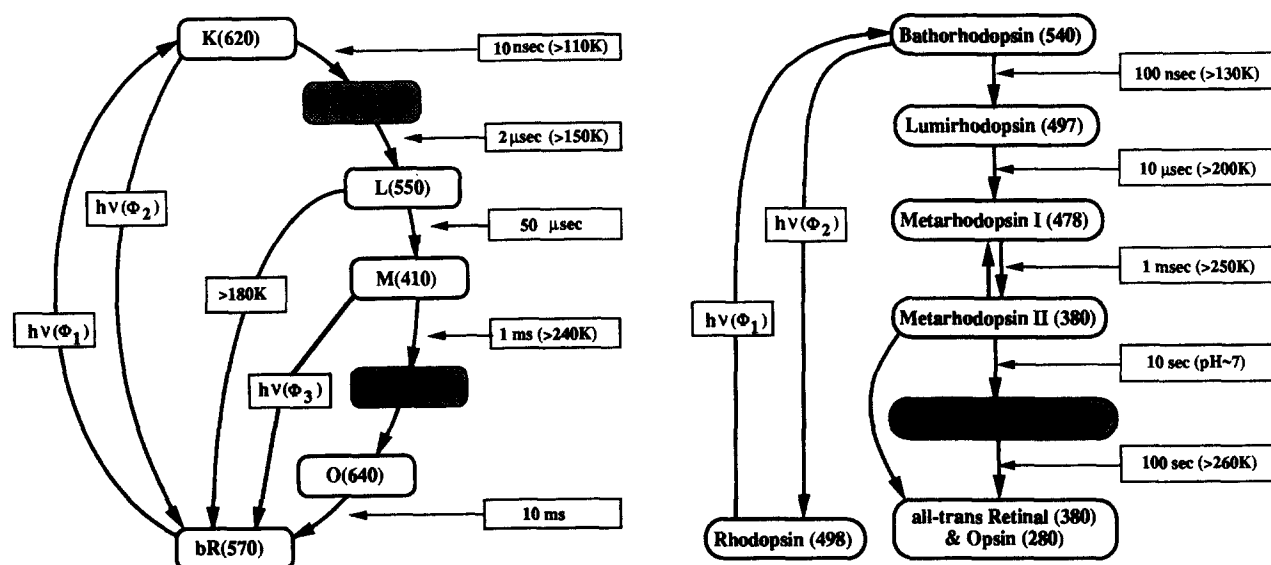 K(620)
10 nsec (>110K)
2 µsec (>150K)
L(550)
hν(Φ₂)
50 µsec
>180K
M(410)
hν(Φ₁)
1 ms (>240K)
hν(Φ₃)
O(640)
10 ms
bR(570)
Bathorhodopsin (540)
100 nsec (>130K)
Lumirhodopsin (497)
10 µsec (>200K)
Metarhodopsin I (478)
hν(Φ₂)
1 msec (>250K)
hν(Φ₁)
Metarhodopsin II (380)
10 sec (pH~7)
100 sec (>260K)
Rhodopsin (498)
all-trans Retinal (380)
& Opsin (280)